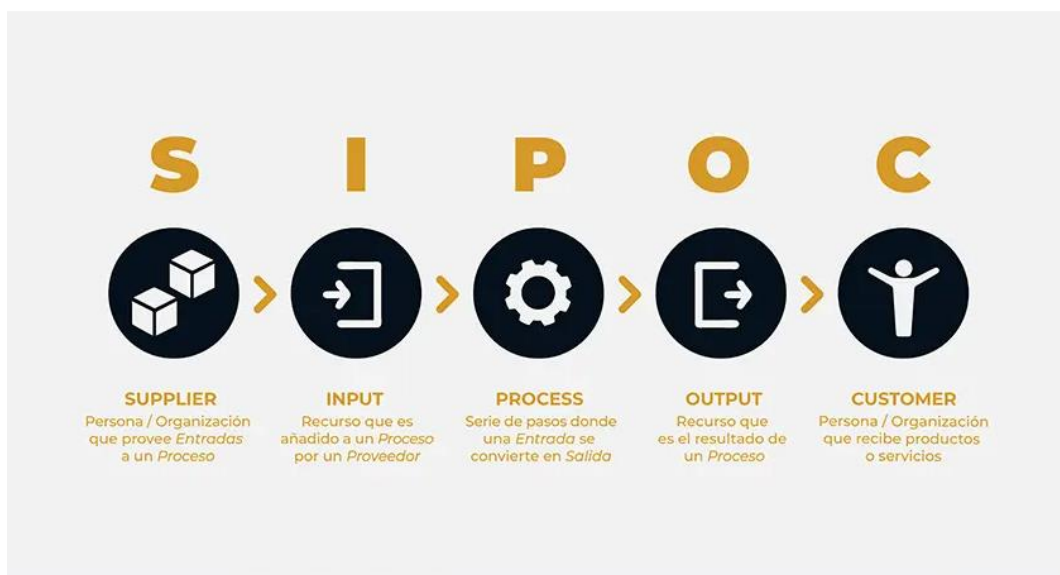 S I P O C
SUPPLIER
Persona / Organización
que provee Entradas
a un Proceso
INPUT
Recurso que es
añadido a un Proceso
por un Proveedor
PROCESS
Serie de pasos donde
una Entrada se
convierte en Salida
OUTPUT
Recurso que
es el resultado de
un Proceso
CUSTOMER
Persona / Organización
que recibe productos
o servicios